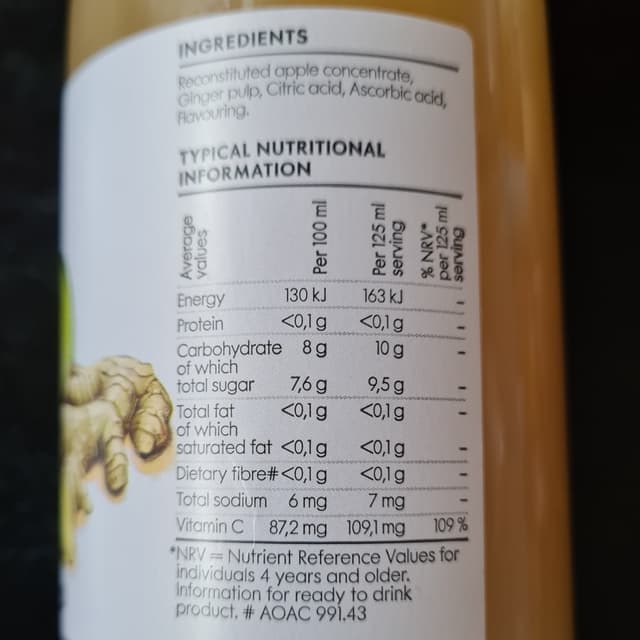 INGREDIENTS
Reconstituted apple concentrate,
Ginger pulp, Citric acid, Ascorbic acid,
Flavouring.
TYPICAL NUTRITIONAL
INFORMATION
Average values Per 100 ml Per 125 ml serving % NRV* per 125 ml serving
Energy 130 kJ 163 kJ -
Protein <0,1 g <0,1 g -
Carbohydrate 8 g 10 g -
of which
total sugar 7,6 g 9,5 g -
Total fat <0,1 g <0,1 g -
of which
saturated fat <0,1 g <0,1 g -
Dietary fibre# <0,1 g <0,1 g -
Total sodium 6 mg 7 mg -
Vitamin C 87,2 mg 109,1 mg 109 %
*NRV = Nutrient Reference Values for
individuals 4 years and older.
Information for ready to drink
product. # AOAC 991.43